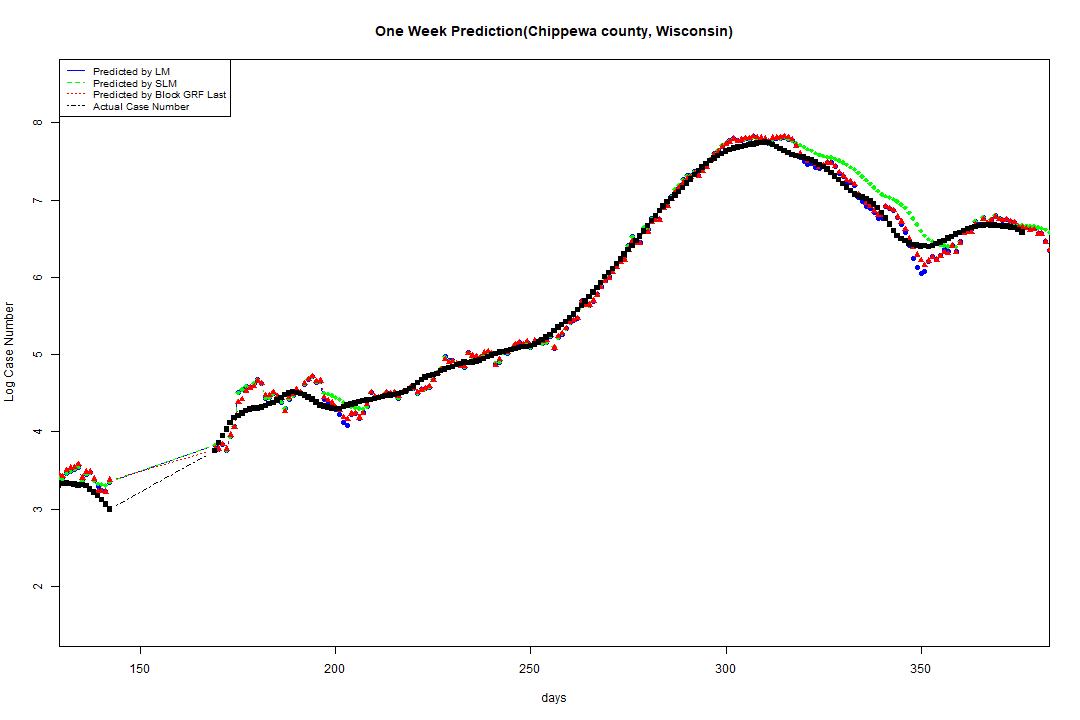 One Week Prediction(Chippewa county, Wisconsin)
Predicted by LM
Predicted by SLM
Predicted by Block GRF Last
Actual Case Number
8
7
6
5
4
3
2
Log Case Number
150 200 250 300 350
days